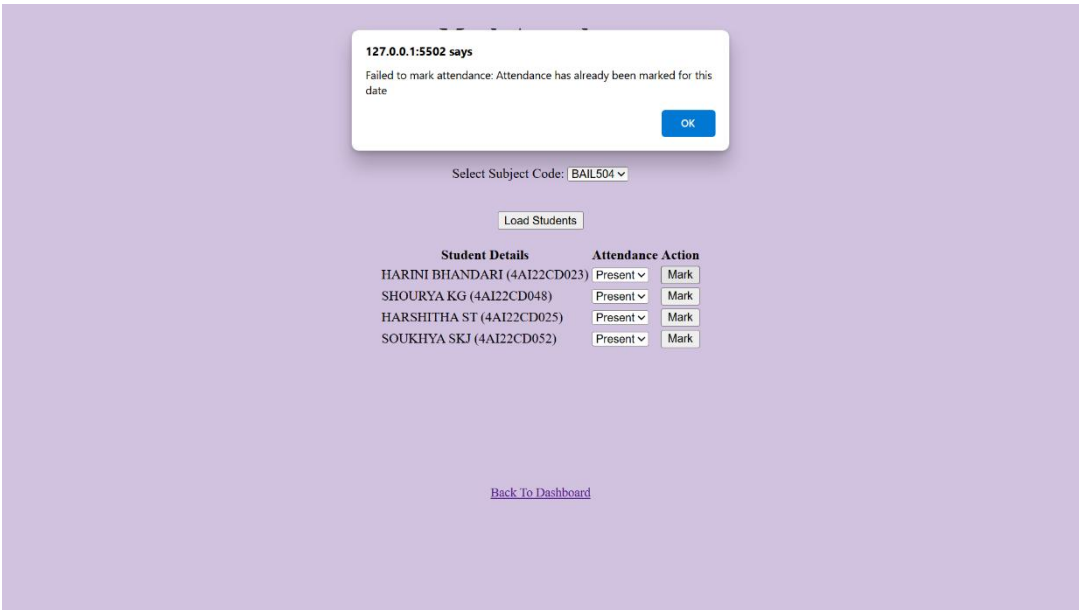 127.0.0.1:5502 says
Failed to mark attendance: Attendance has already been marked for this
date
OK
Select Subject Code: BAIL504
Load Students
Student Details Attendance Action
HARINI BHANDARI (4AI22CD023) Present Mark
SHOURYA KG (4AI22CD048) Present Mark
HARSHITHA ST (4AI22CD025) Present Mark
SOUKHYA SKJ (4AI22CD052) Present Mark
Back To Dashboard